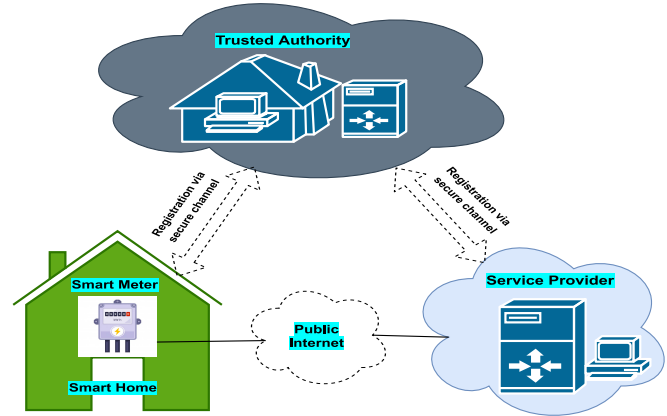 Trusted Authority
Registration via
secure channel
Registration via
secure channel
Smart Meter
Smart Home
Public
Internet
Service Provider